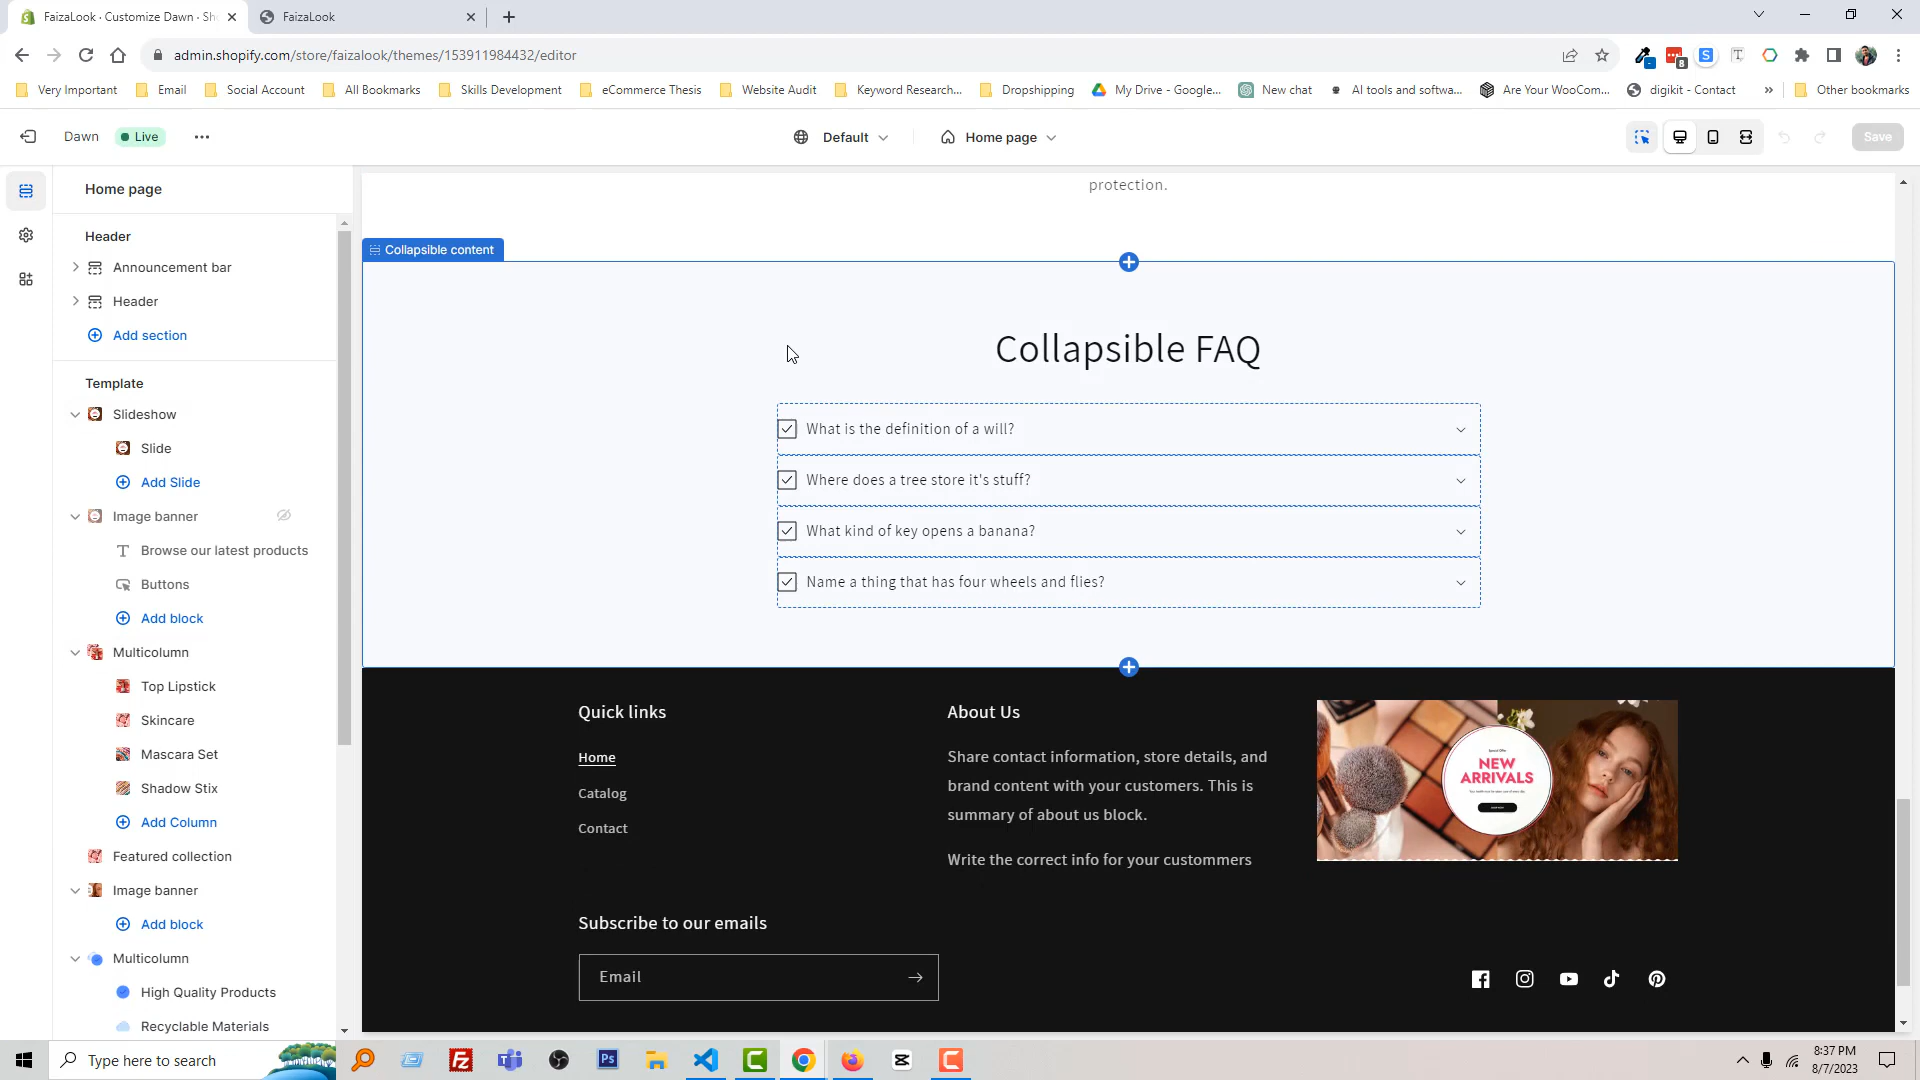 FaizaLook · Customize Dawn · Sh
FaizaLook
admin.shopify.com/store/faizalook/themes/153911984432/editor
8
Very Important
Email
Social Account
All Bookmarks
Skills Development
eCommerce Thesis
Website Audit
Keyword Research...
Dropshipping
My Drive - Google...
New chat
AI tools and softwa...
Are Your WooCom...
digikit - Contact
»
Other bookmarks
Dawn
Live
Default
Home page
Save
Home page
Header
Announcement bar
Header
Add section
Template
Slideshow
Slide
Add Slide
Image banner
Browse our latest products
Buttons
Add block
Multicolumn
Top Lipstick
Skincare
Mascara Set
Shadow Stix
Add Column
Featured collection
Image banner
Add block
Multicolumn
High Quality Products
Recyclable Materials
protection.
Collapsible content
Collapsible FAQ
What is the definition of a will?
Where does a tree store it's stuff?
What kind of key opens a banana?
Name a thing that has four wheels and flies?
Quick links
Home
Catalog
Contact
About Us
Share contact information, store details, and
brand content with your customers. This is
summary of about us block.
Write the correct info for your custommers
NEW
ARRIVALS
Subscribe to our emails
Email
Type here to search
8:37 PM
8/7/2023